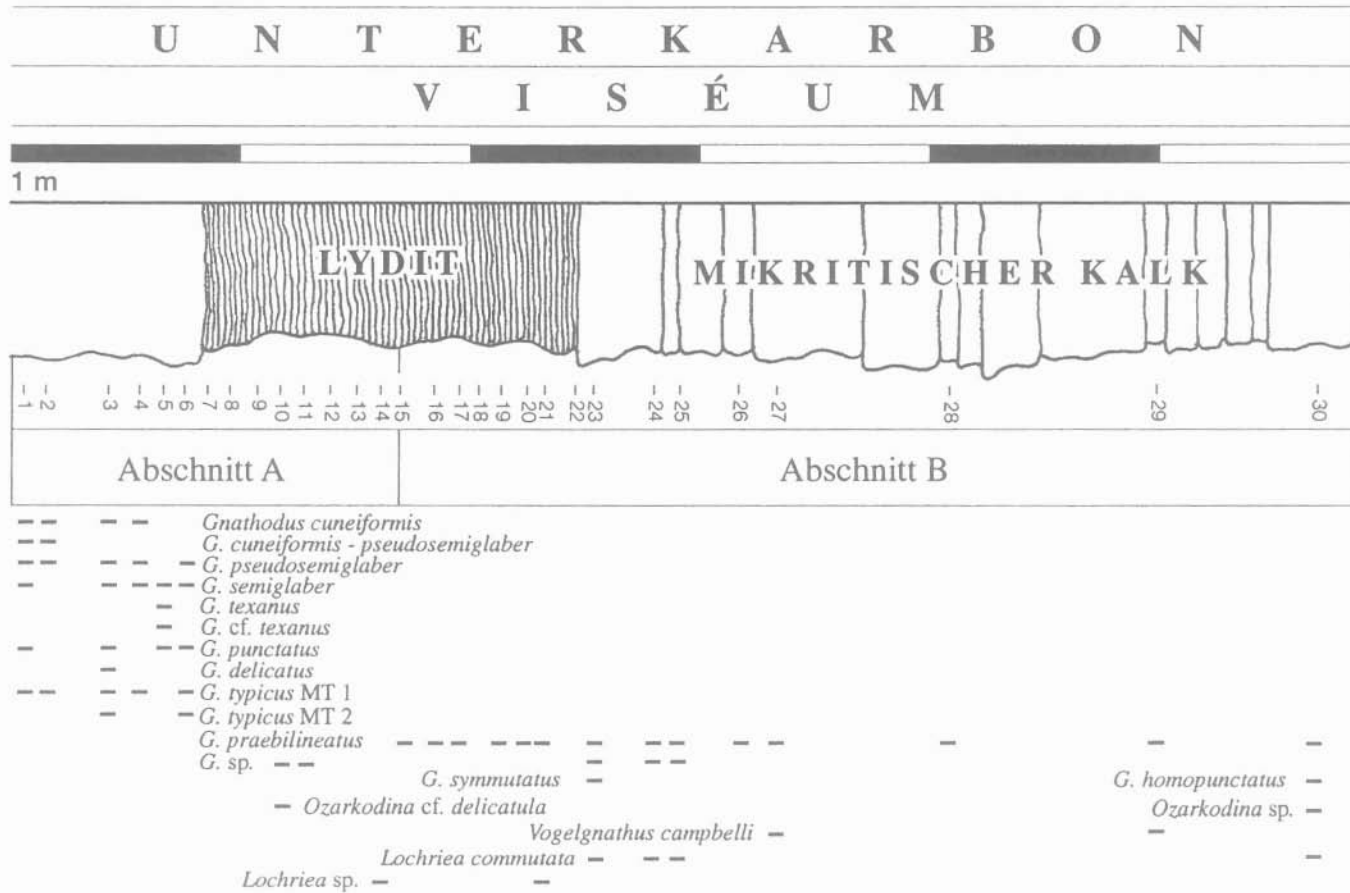 UNTERKARBON
VISÉUM
1 m
LYDIT
MIKRITISCHER KALK
-1 -2 -3 -4 -5 -6 -7 -8 -9 -10 -11 -12 -13 -14 -15 -16 -17 -18 -19 -20 -21 -22 -23 -24 -25 -26 -27 -28 -29 -30
Abschnitt A
Abschnitt B
Gnathodus cuneiformis
G. cuneiformis - pseudosemiglaber
G. pseudosemiglaber
G. semiglaber
G. texanus
G. cf. texanus
G. punctatus
G. delicatus
G. typicus MT 1
G. typicus MT 2
G. praebilineatus
G. sp.
G. symmutatus
G. homopunctatus
Ozarkodina cf. delicatula
Ozarkodina sp.
Vogelgnathus campbelli
Lochriea commutata
Lochriea sp.